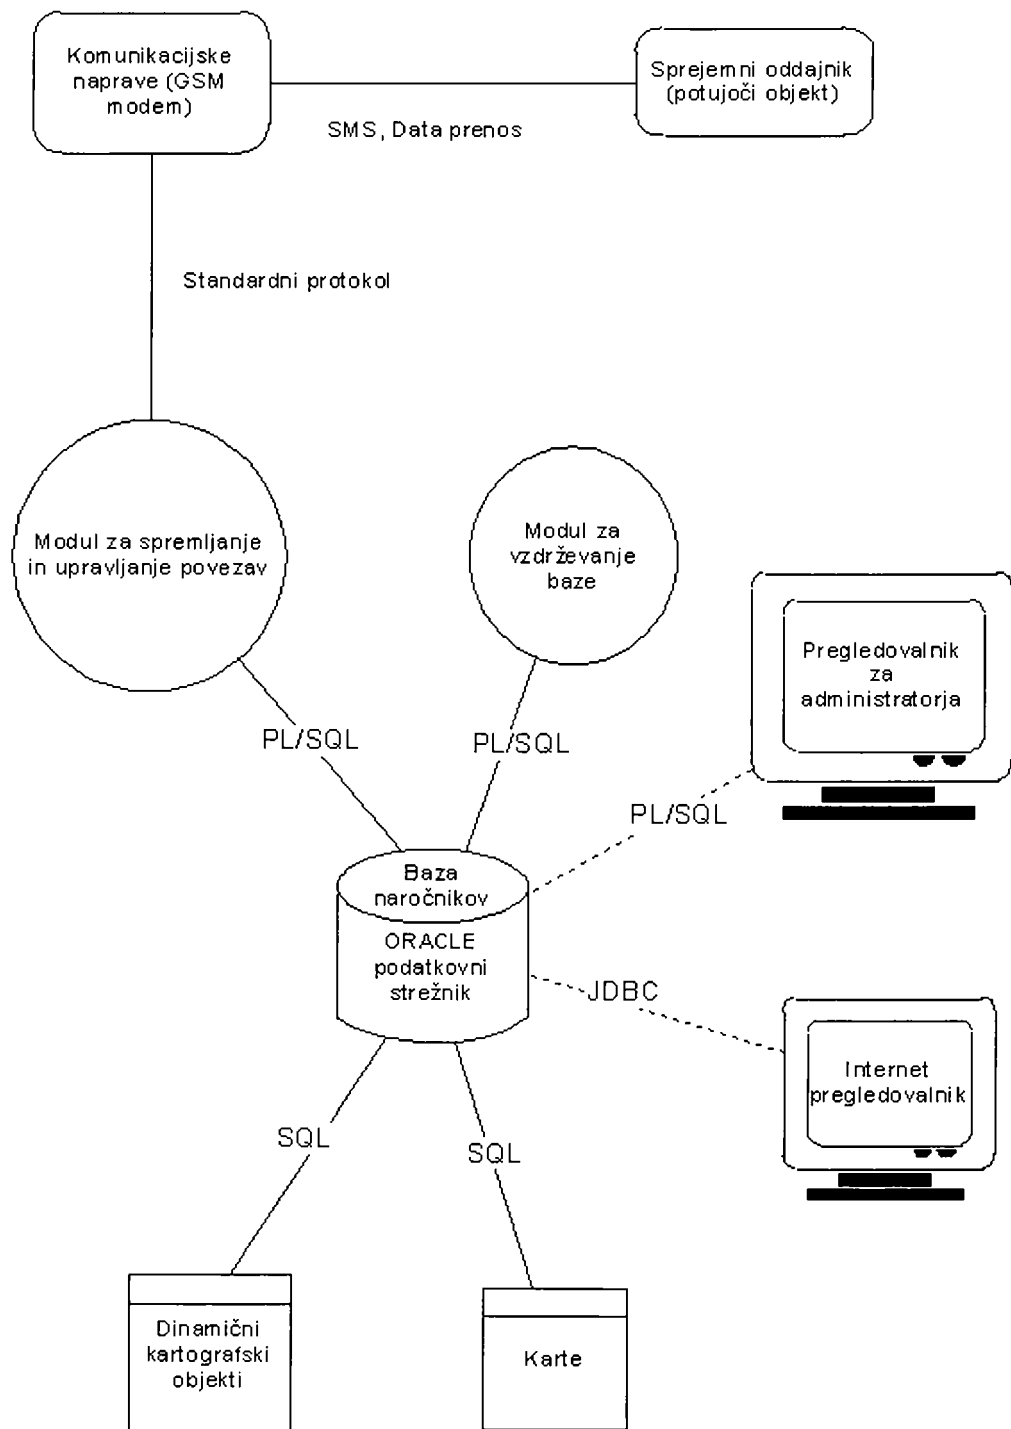 Komunikacijske
naprave (GSM
modem)
Sprejemni oddajnik
(potujoči objekt)
SMS, Data prenos
Standardni protokol
Modul za spremljanje
in upravljanje povezav
Modul za
vzdrževanje
baze
Pregledovalnik
za
administratorja
PL/SQL
PL/SQL
PL/SQL
Baza
naročnikov
ORACLE
podatkovni
strežnik
JDBC
Internet
pregledovalnik
SQL
SQL
Dinamični
kartografski
objekti
Karte